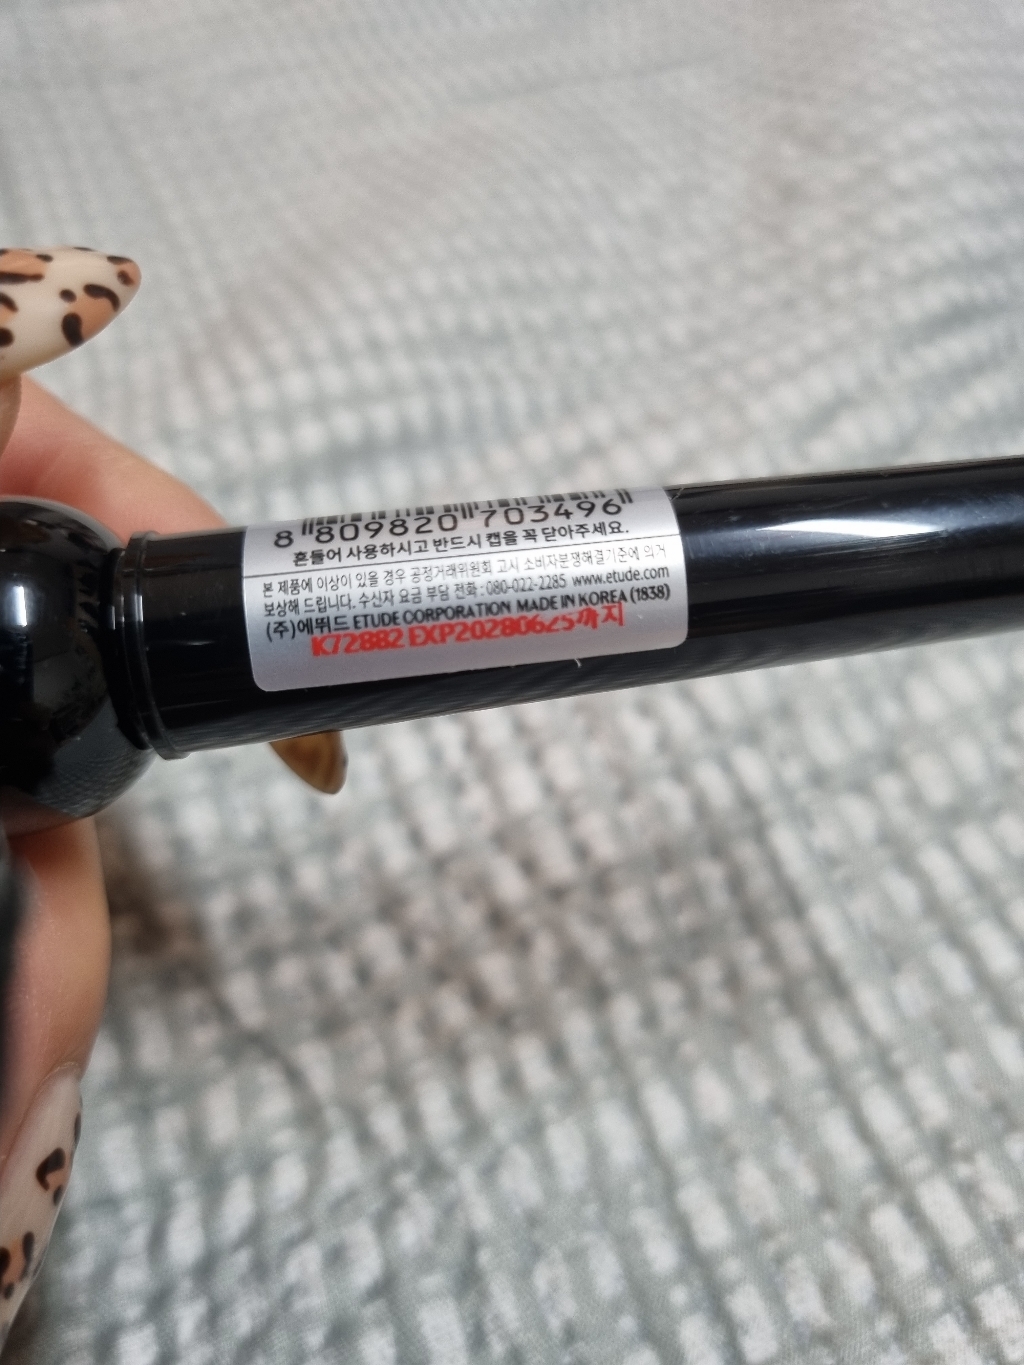 8 809820 703496
흔들어 사용하시고 반드시 캡을 꼭 닫아주세요.
본 제품에 이상이 있을 경우 공정거래위원회 고시 소비자분쟁해결기준에 의거
보상해 드립니다. 수신자 요금 부담 전화 : 080-022-2285 www.etude.com
(주)에뛰드 ETUDE CORPORATION MADE IN KOREA (1838)
K72882 EXP20280625까지